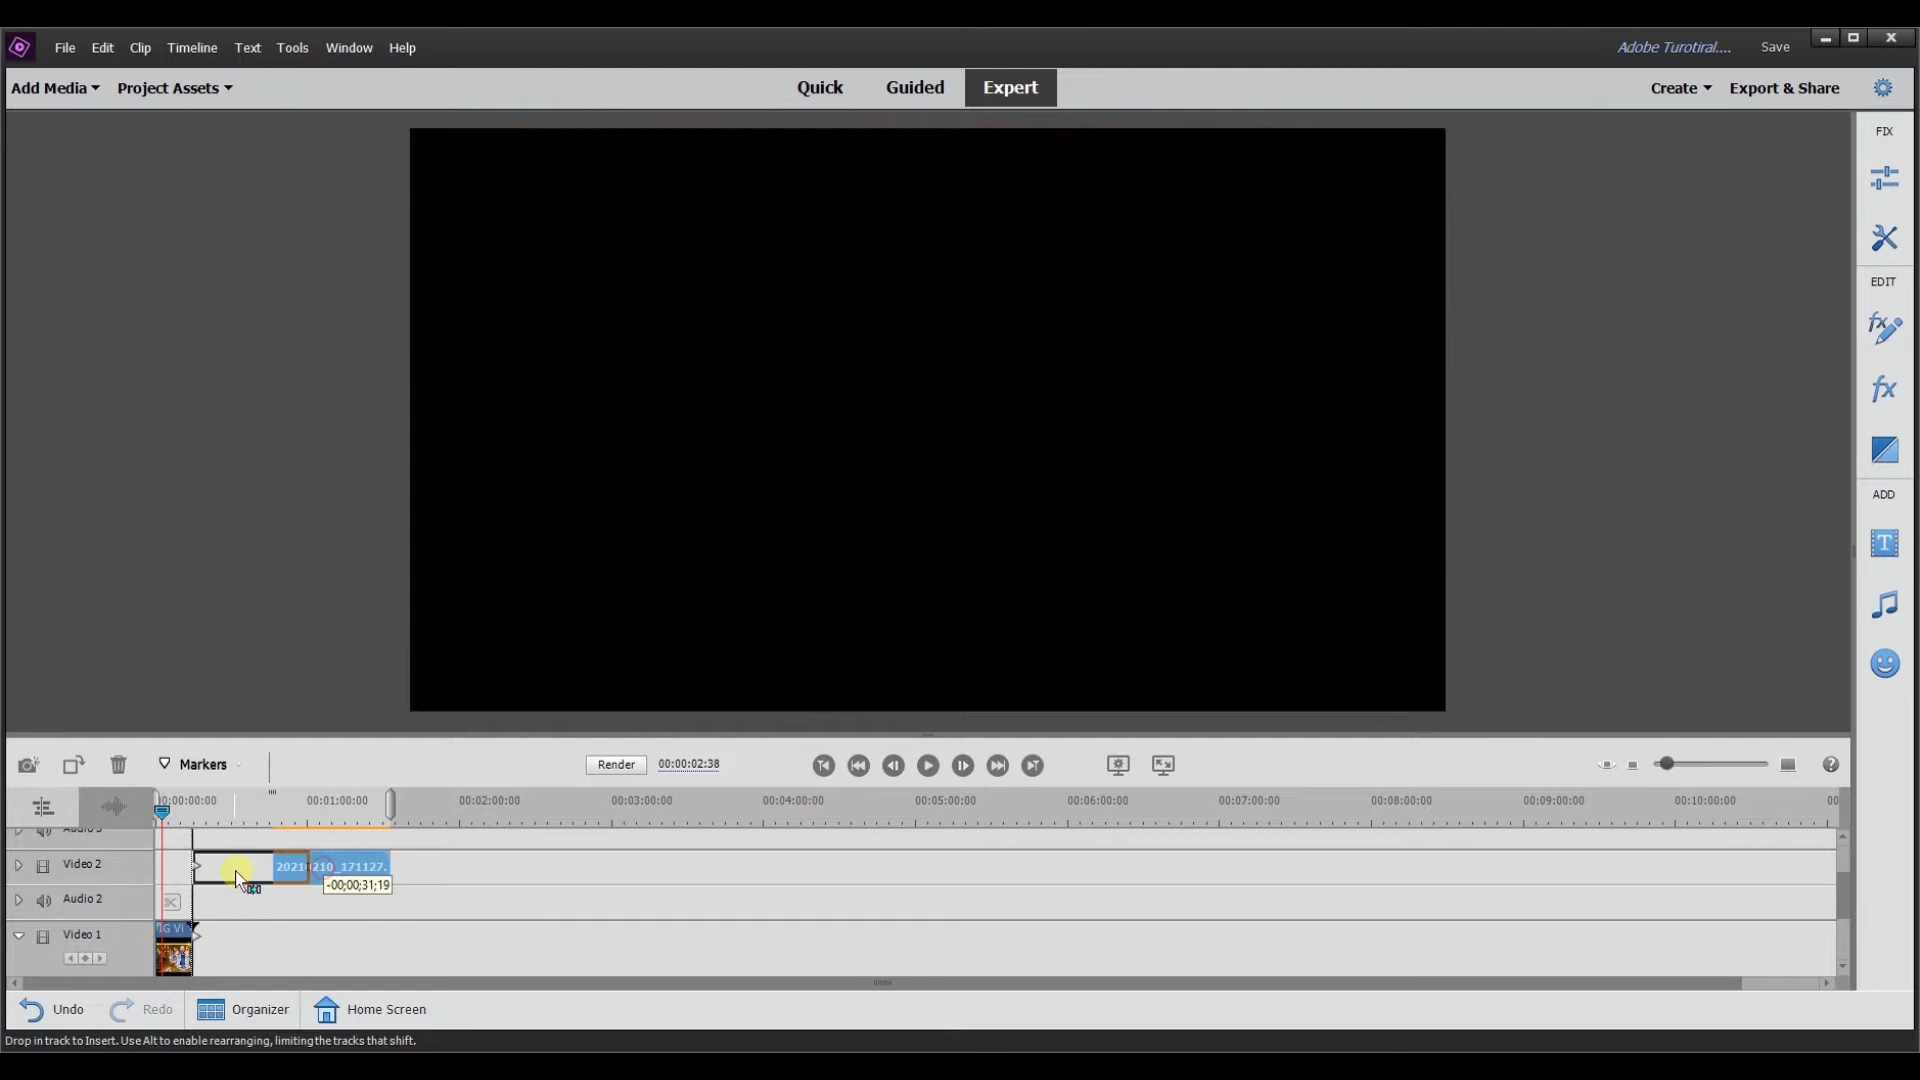 File Edit Clip Timeline Text Tools Window Help
Adobe Turotiral.... Save
Add Media Project Assets
Quick Guided Expert
Create Export & Share
FIX
EDIT
fx
fx
ADD
T
Markers
Render 00:00:02:38
00:01:00:00 00:02:00:00 00:03:00:00 00:04:00:00 00:05:00:00 00:06:00:00 00:07:00:00 00:08:00:00 00:09:00:00 00:10:00:00 00
Video 2
20210210_171127.
-00;00;31;19
Audio 2
Video 1
Undo Redo Organizer Home Screen
Drop in track to Insert. Use Alt to enable rearranging, limiting the tracks that shift.